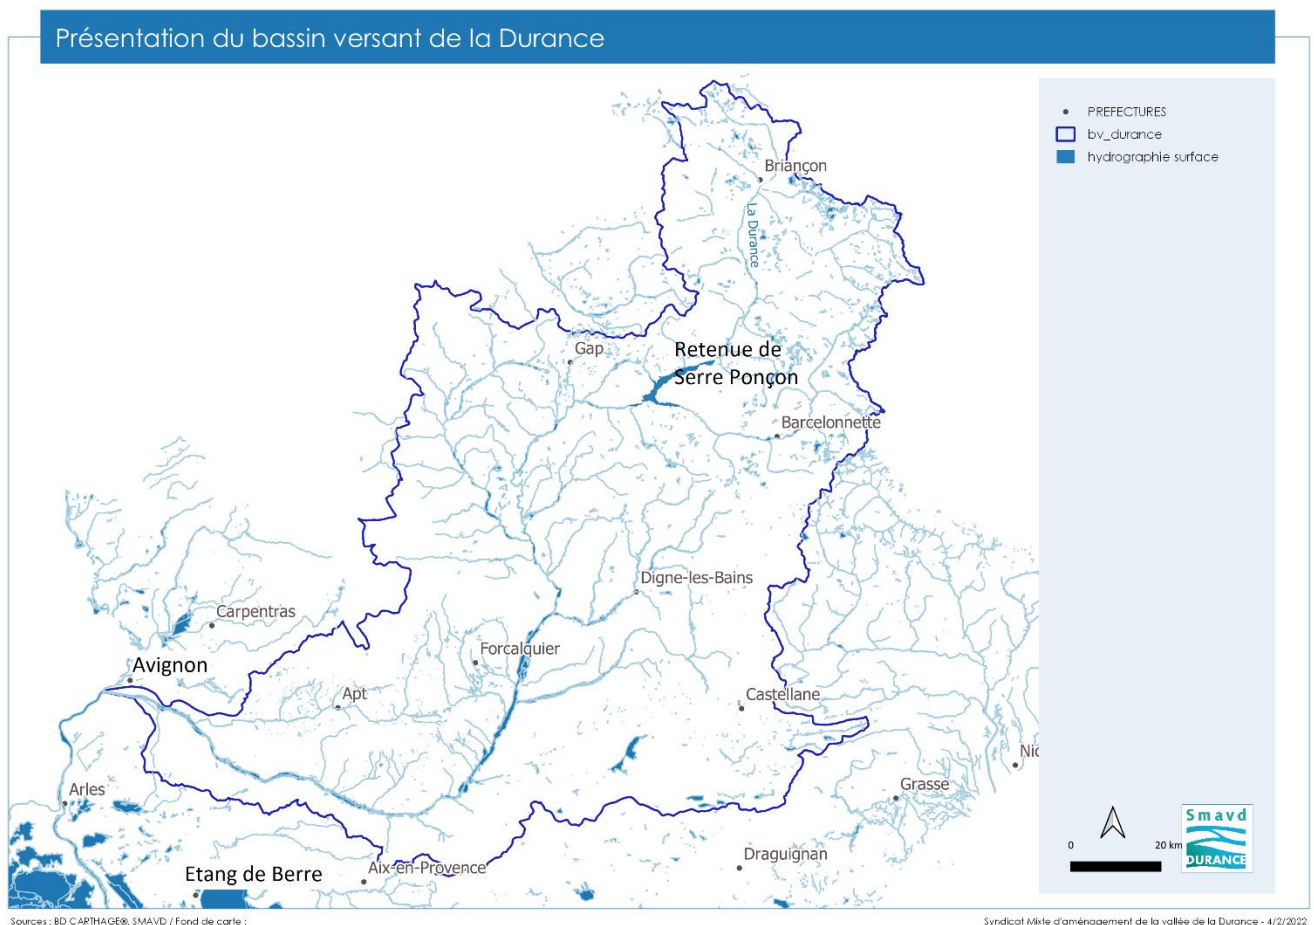 Présentation du bassin versant de la Durance
PREFECTURES
bv_durance
hydrographie surface
Briançon
La Durance
Gap
Retenue de
Serre Ponçon
Barcelonnette
Digne-les-Bains
Carpentras
Forcalquier
Avignon
Apt
Castellane
Nic
Arles
Grasse
Draguignan
Aix-en-Provence
Etang de Berre
0 20 km
Smavd
DURANCE
Sources : BD CARTHAGE®, SMAVD / Fond de carte :
Syndicat Mixte d'aménagement de la vallée de la Durance - 4/2/2022